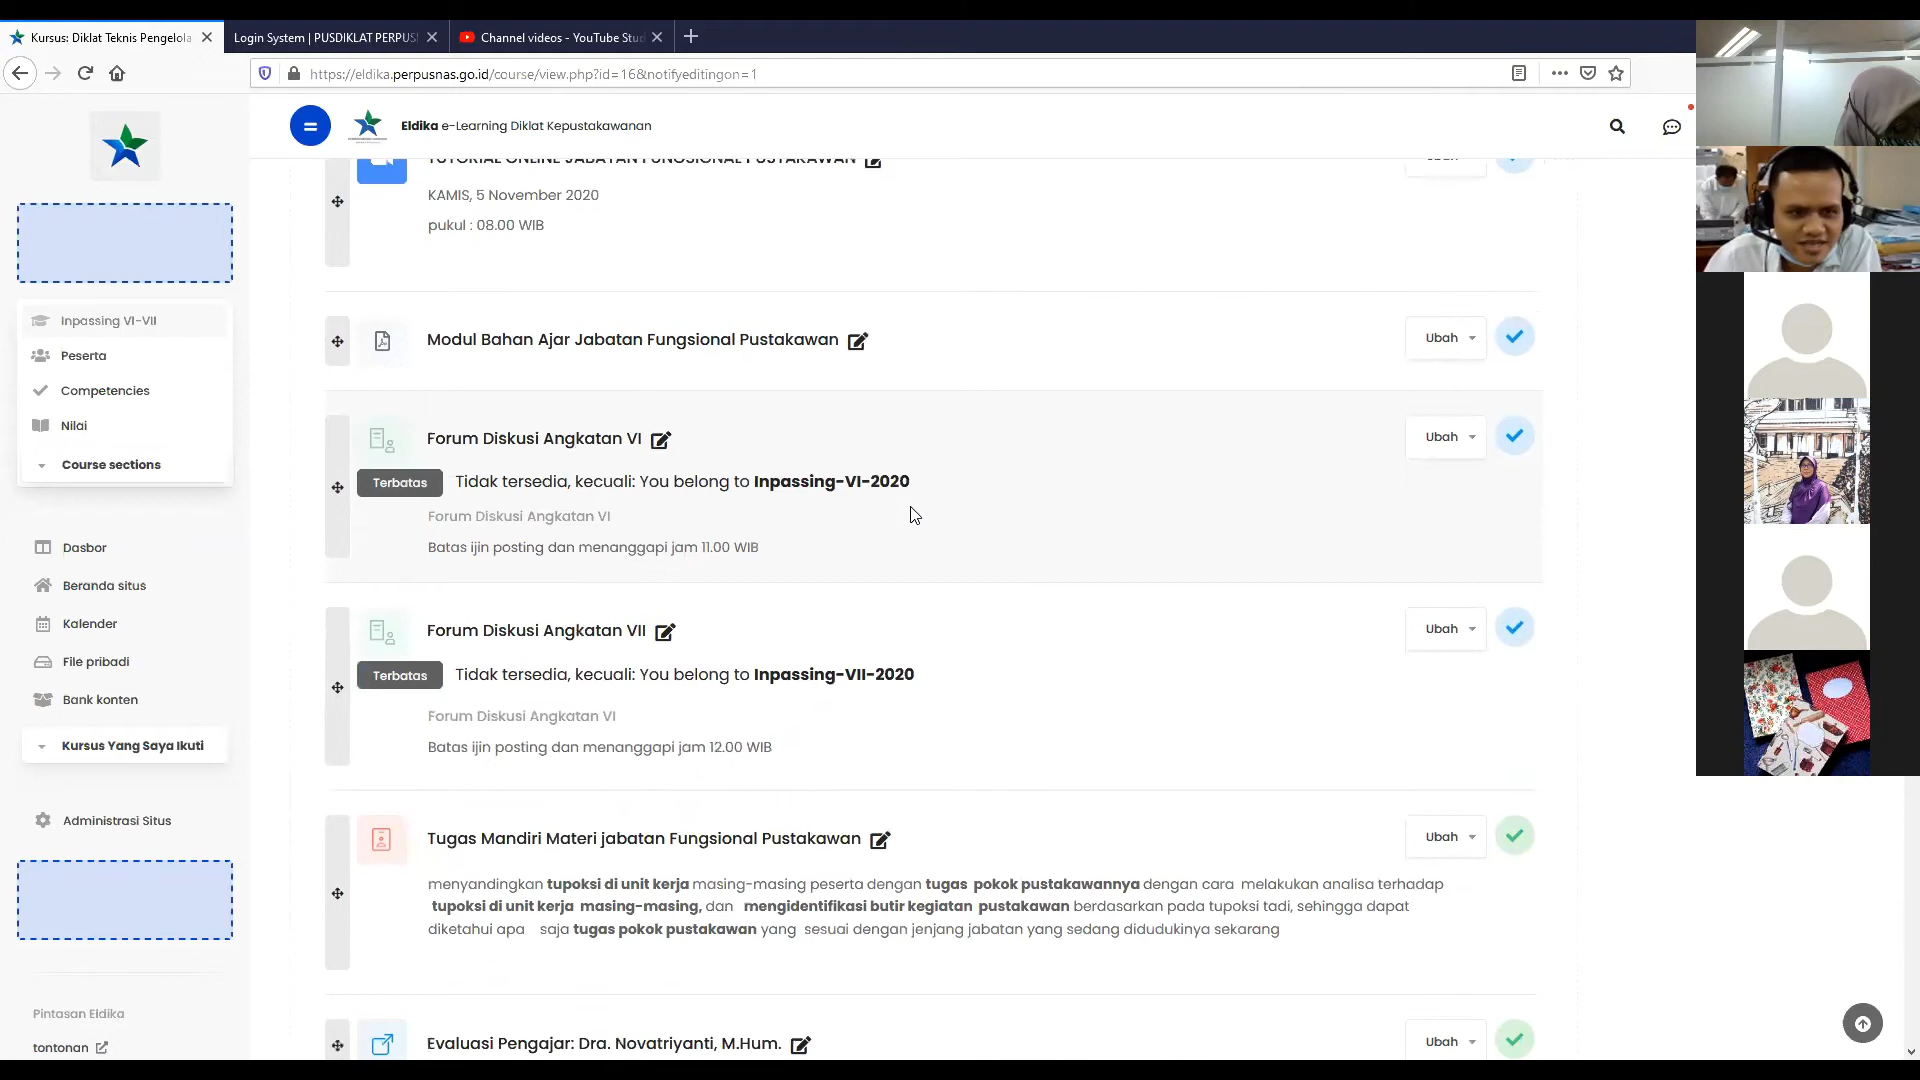 Kursus: Diklat Teknis Pengelola
Login System | PUSDIKLAT PERPUS
Channel videos - YouTube Stu
https://eldika.perpusnas.go.id/course/view.php?id=16&notifyeditingon=1
Eldika e-Learning Diklat Kepustakawanan
Inpassing VI-VII
Peserta
Competencies
Nilai
Course sections
Dasbor
Beranda situs
Kalender
File pribadi
Bank konten
Kursus Yang Saya Ikuti
Administrasi Situs
Pintasan Eldika
tontonan
TUTORIAL ONLINE JABATAN FUNGSIONAL PUSTAKAWAN
Ubah
KAMIS, 5 November 2020
pukul : 08.00 WIB
Modul Bahan Ajar Jabatan Fungsional Pustakawan
Ubah
Forum Diskusi Angkatan VI
Ubah
Terbatas Tidak tersedia, kecuali: You belong to Inpassing-VI-2020
Forum Diskusi Angkatan VI
Batas ijin posting dan menanggapi jam 11.00 WIB
Forum Diskusi Angkatan VII
Ubah
Terbatas Tidak tersedia, kecuali: You belong to Inpassing-VII-2020
Forum Diskusi Angkatan VI
Batas ijin posting dan menanggapi jam 12.00 WIB
Tugas Mandiri Materi jabatan Fungsional Pustakawan
Ubah
menyandingkan tupoksi di unit kerja masing-masing peserta dengan tugas pokok pustakawannya dengan cara melakukan analisa terhadap
tupoksi di unit kerja masing-masing, dan mengidentifikasi butir kegiatan pustakawan berdasarkan pada tupoksi tadi, sehingga dapat
diketahui apa saja tugas pokok pustakawan yang sesuai dengan jenjang jabatan yang sedang didudukinya sekarang
Evaluasi Pengajar: Dra. Novatriyanti, M.Hum.
Ubah